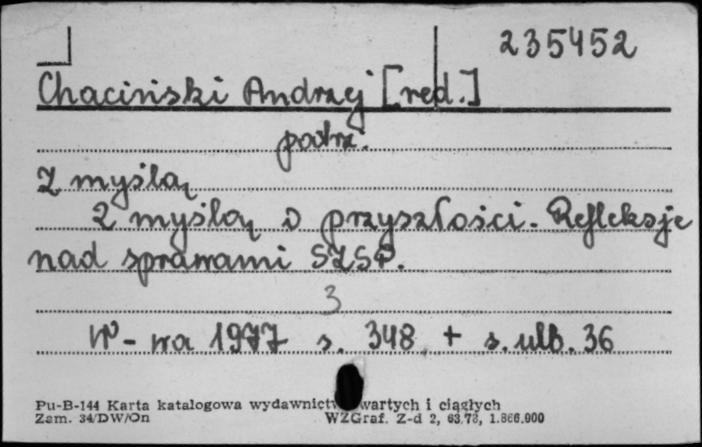 235452
Chaciński Andrzej [red.]
patrz.
Z myślą
Z myślą o przyszłości. Refleksje
nad sprawami SZSP.
3
W-wa 1977 s. 348 + s. ulb. 36
Pu-B-144 Karta katalogowa wydawnictw zwartych i ciągłych
Zam. 34/DW/On WZGraf. Z-d 2, 63,73, 1.866.000